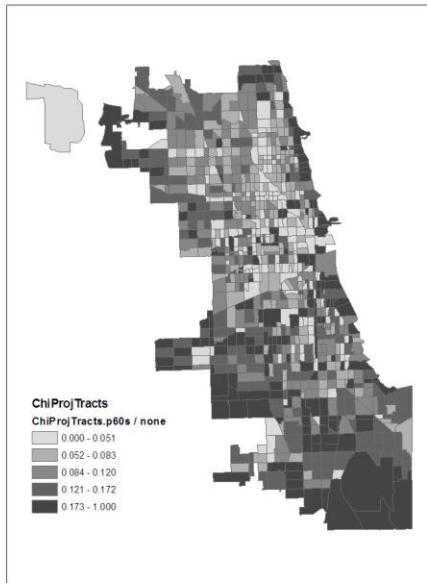 ChiProjTracts
ChiProjTracts.p60s / none
0.000 - 0.051
0.052 - 0.083
0.084 - 0.120
0.121 - 0.172
0.173 - 1.000